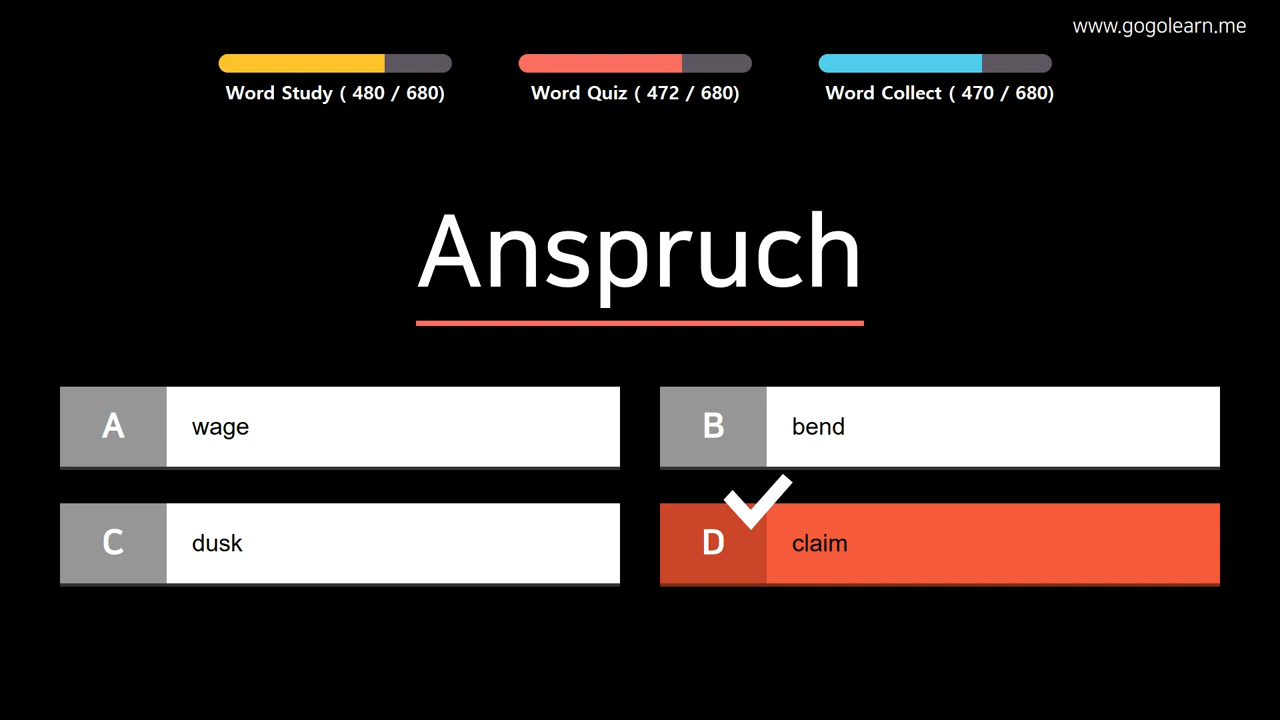 www.gogolearn.me
Word Study ( 480 / 680)
Word Quiz ( 472 / 680)
Word Collect ( 470 / 680)
Anspruch
A wage
B bend
C dusk
D claim